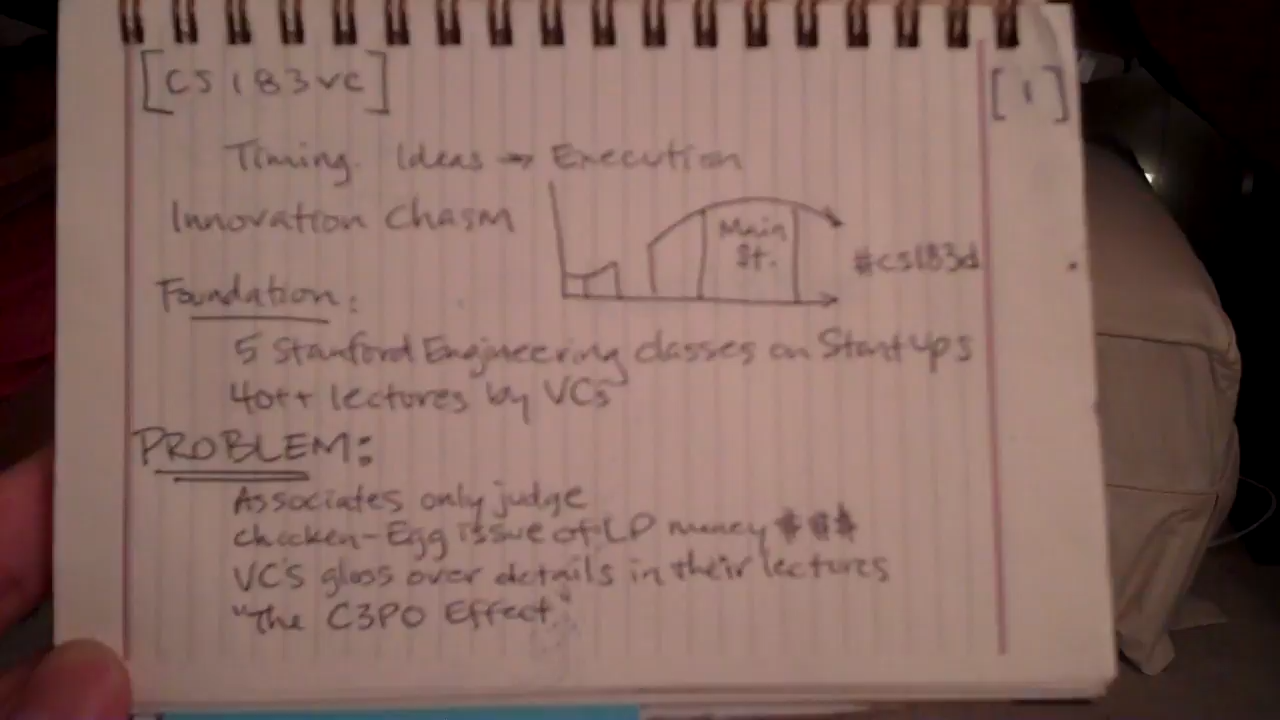 [CS183VC]
[1]
Timing. Ideas → Execution
Innovation Chasm
Main
St.
#cs183d
Foundation:
5 Stanford Engineering classes on Startups
40++ lectures by VCs
PROBLEM:
Associates only judge
chicken-Egg issue of LP money $$$
VC's gloss over details in their lectures
"The C3PO Effect"